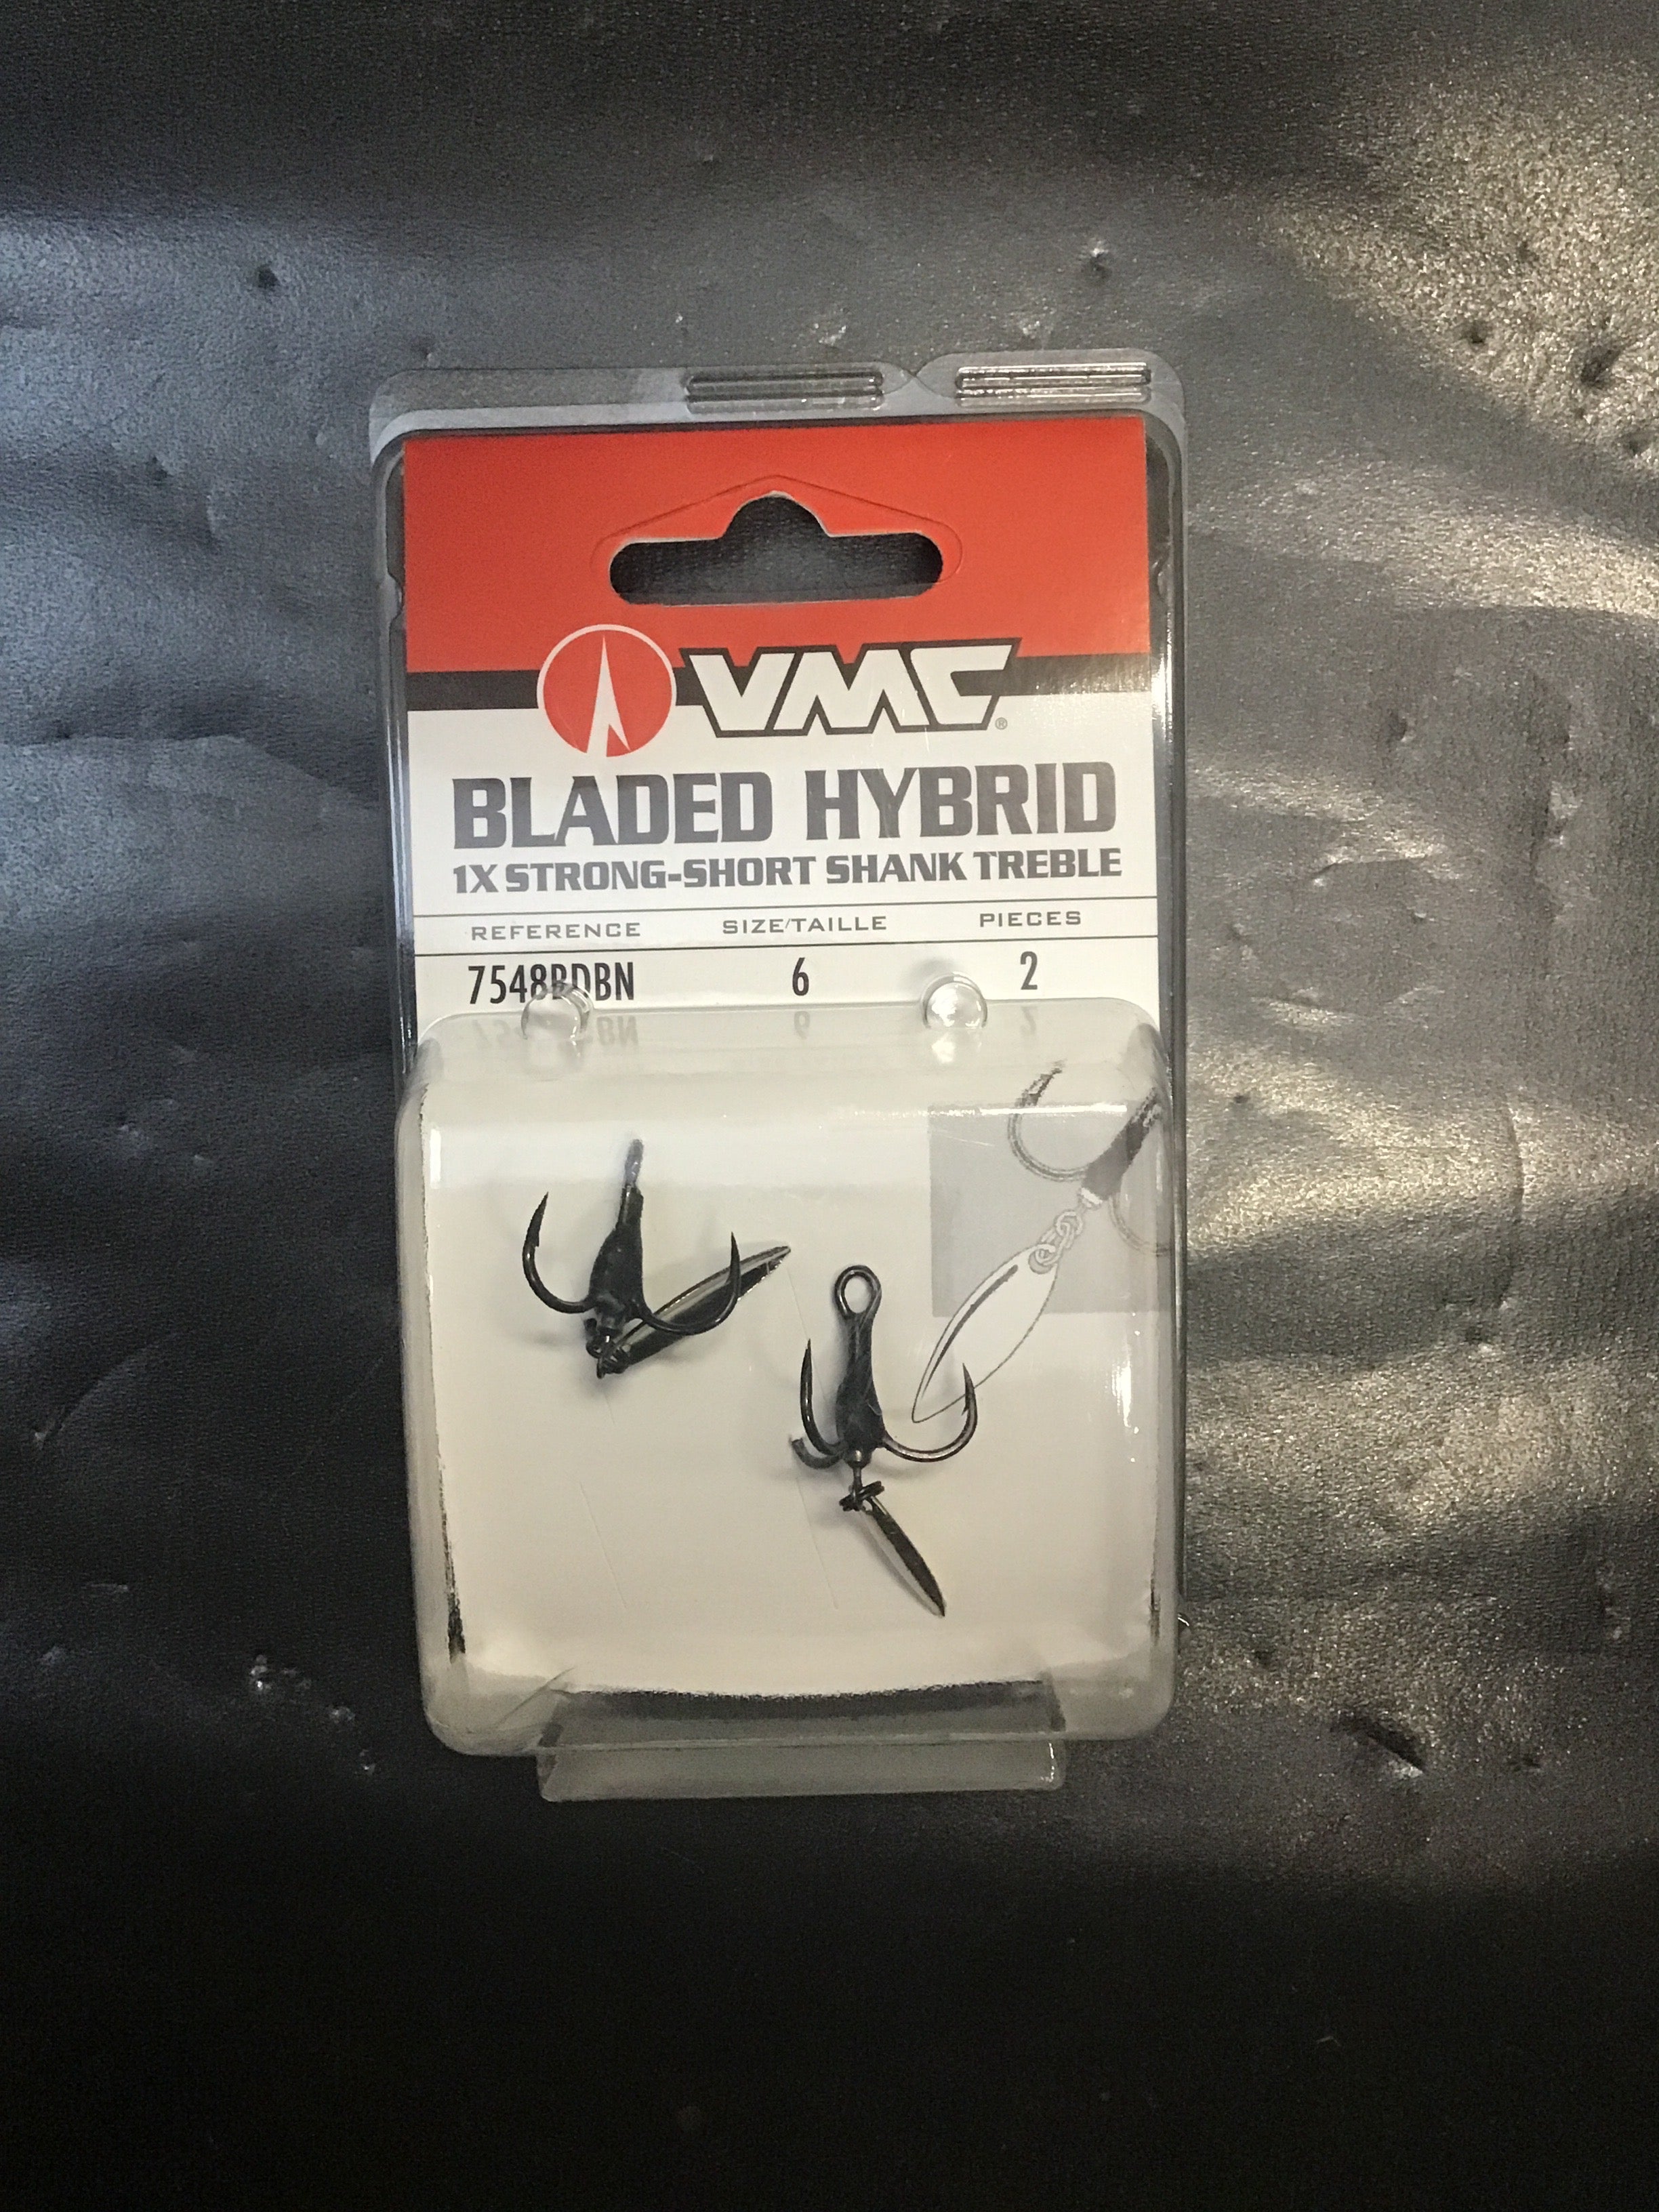 VMC®
BLADED HYBRID
1X STRONG-SHORT SHANK TREBLE
REFERENCE SIZE/TAILLE PIECES
7548BDBN 6 2